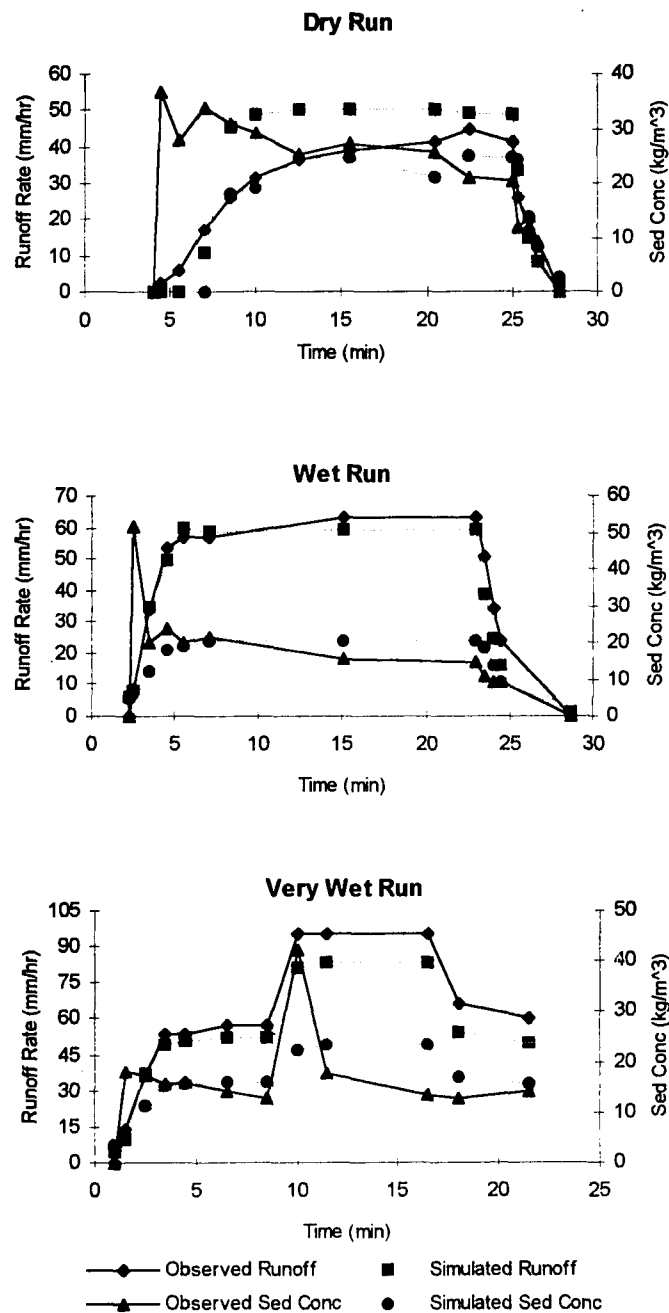 Dry Run
Runoff Rate (mm/hr)
60
50
40
30
20
10
0
40
30
20
10
0
Sed Conc (kg/m^3)
0 5 10 15 20 25 30
Time (min)
Wet Run
Runoff Rate (mm/hr)
70
60
50
40
30
20
10
0
60
50
40
30
20
10
0
Sed Conc (kg/m^3)
0 5 10 15 20 25 30
Time (min)
Very Wet Run
Runoff Rate (mm/hr)
105
90
75
60
45
30
15
0
50
40
30
20
10
0
Sed Conc (kg/m^3)
0 5 10 15 20 25
Time (min)
Observed Runoff Simulated Runoff
Observed Sed Conc Simulated Sed Conc